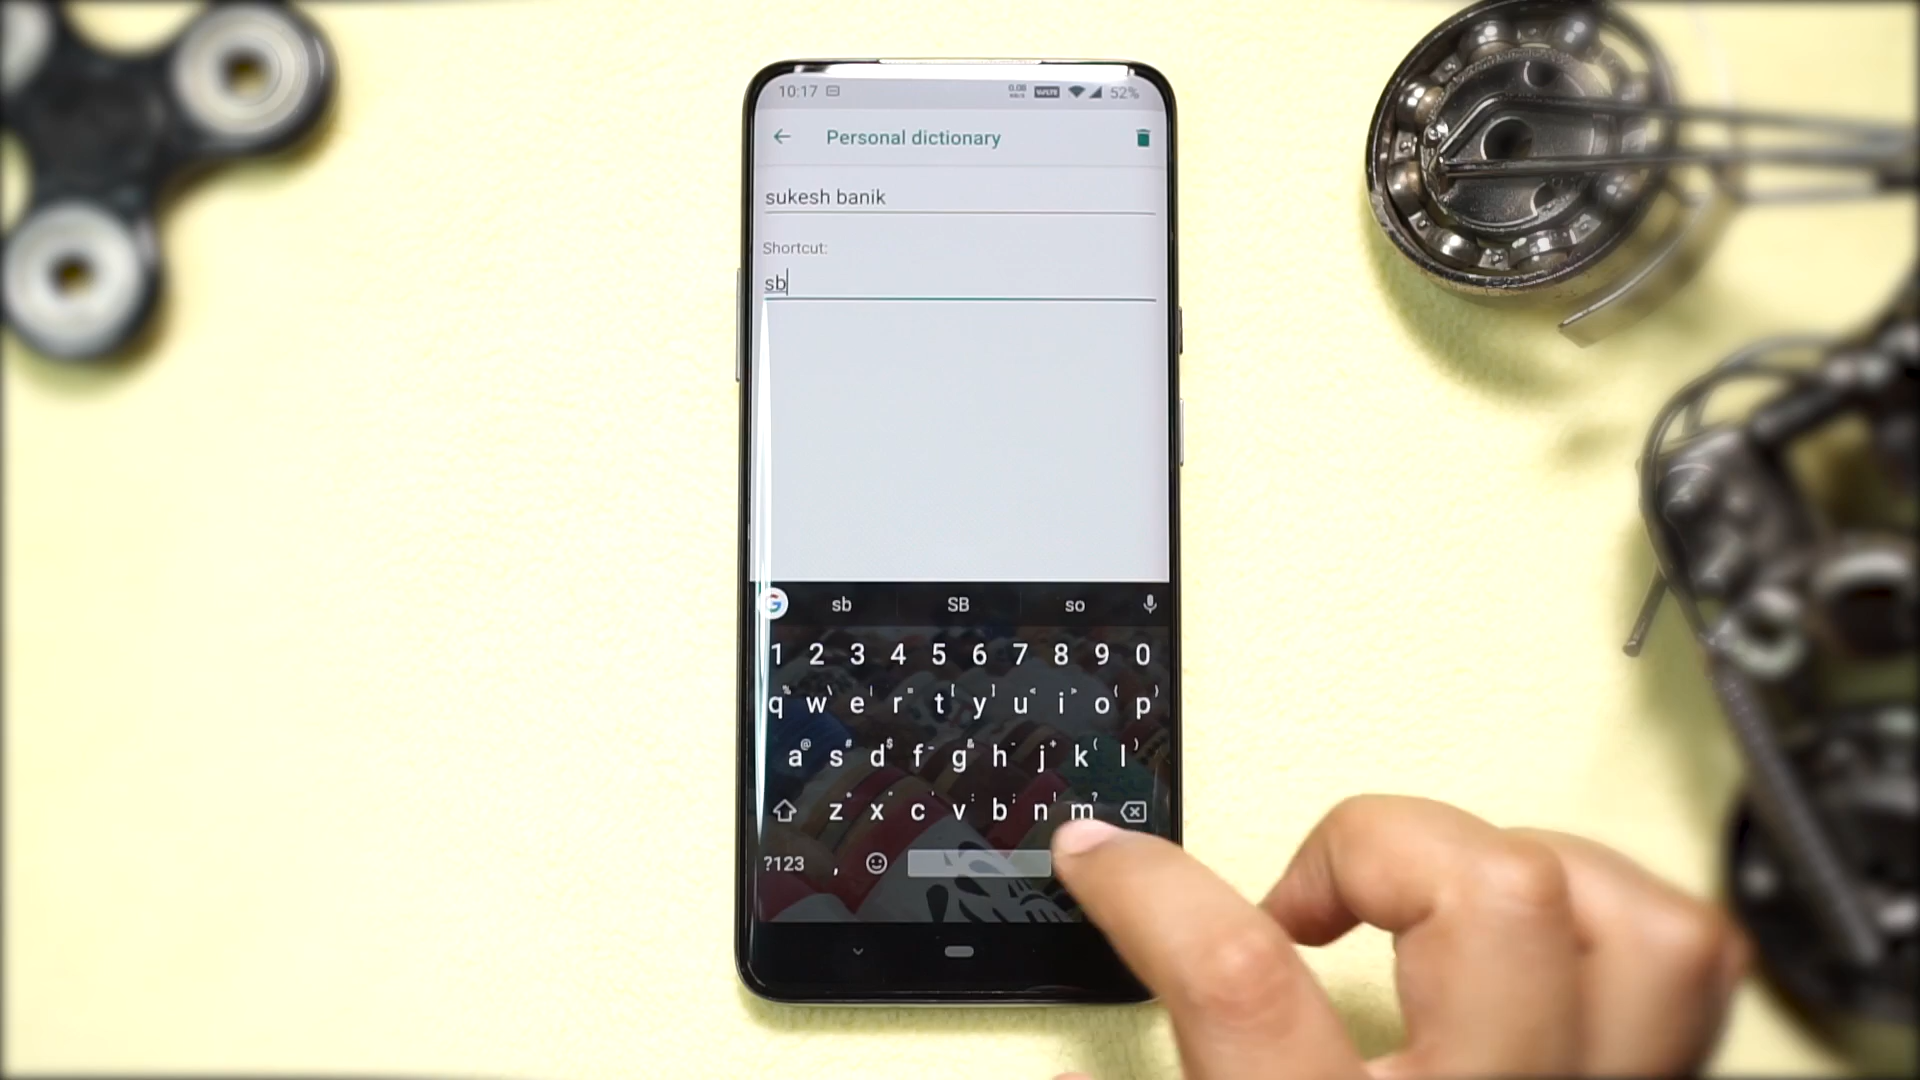 10:17 52%
Personal dictionary
sukesh banik
Shortcut:
sb
sb SB so
1 2 3 4 5 6 7 8 9 0
q w e r t y u i o p
a s d f g h j k l
z x c v b n m
?123 ,